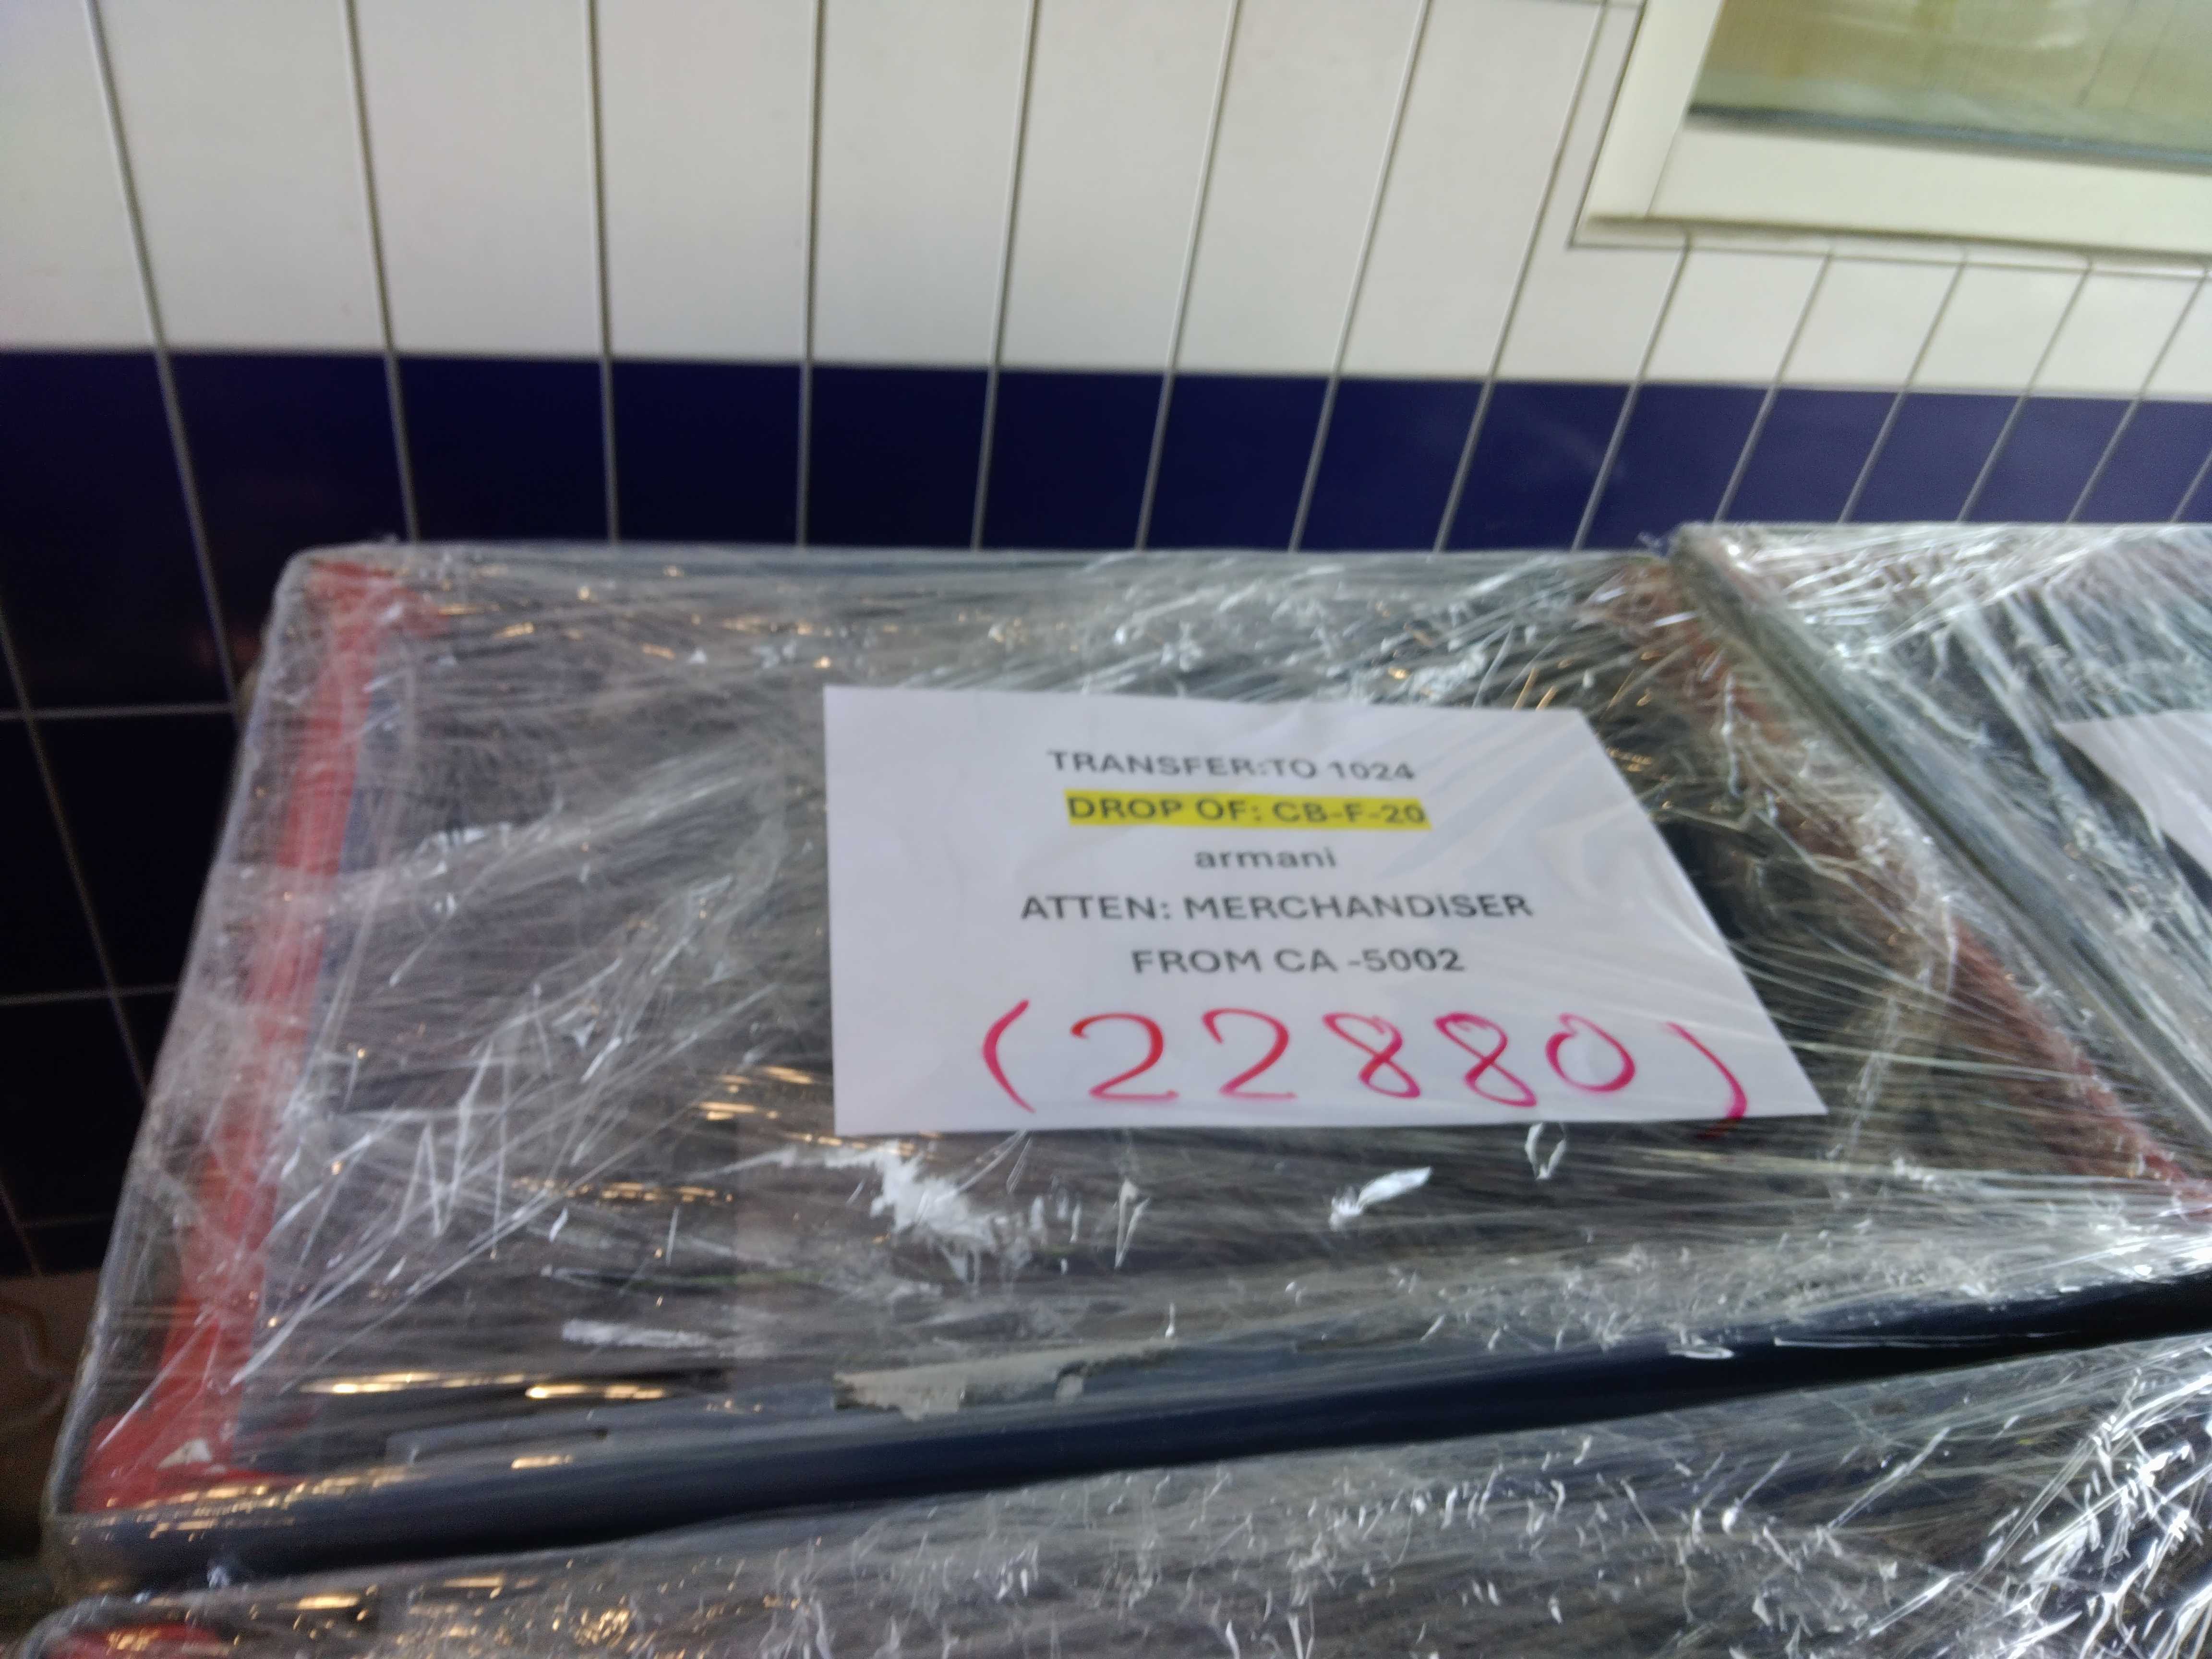 TRANSFER:TO 1024
DROP OF: CB-F-20
armani
ATTEN: MERCHANDISER
FROM CA -5002
(22880)